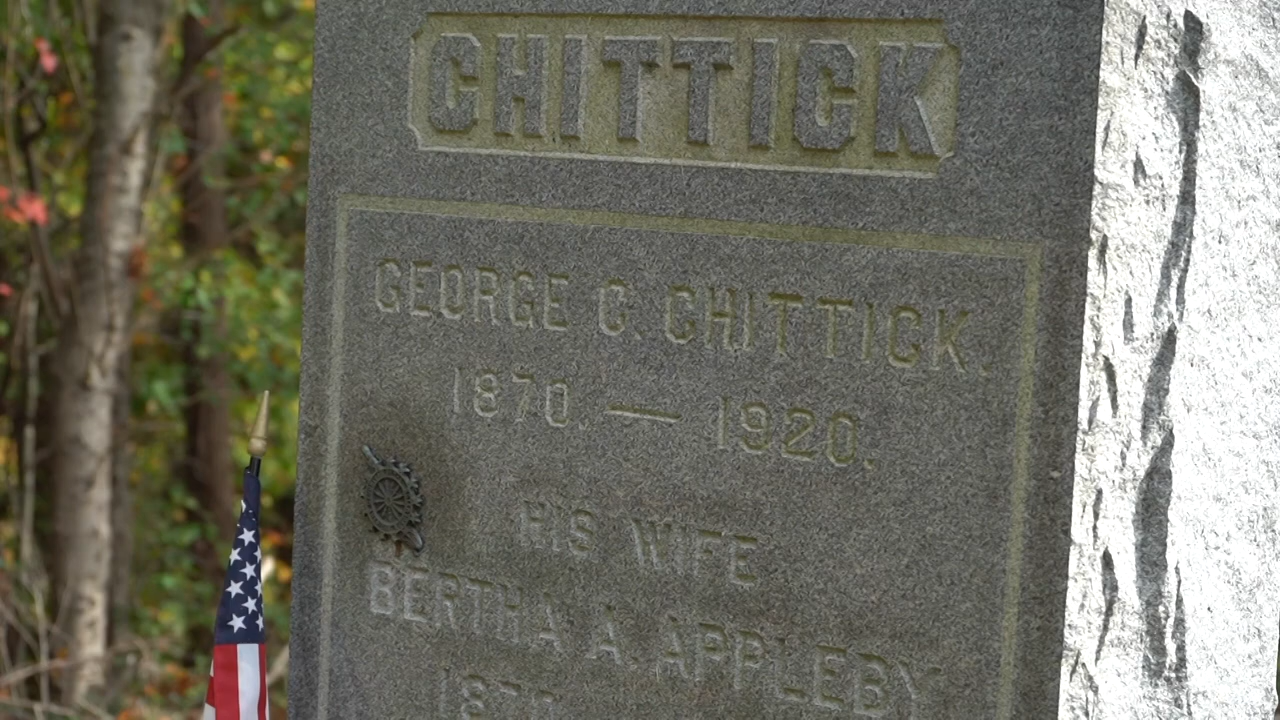 CHITTICK
GEORGE C. CHITTICK.
1870. — 1920.
HIS WIFE
BERTHA A. APPLEBY